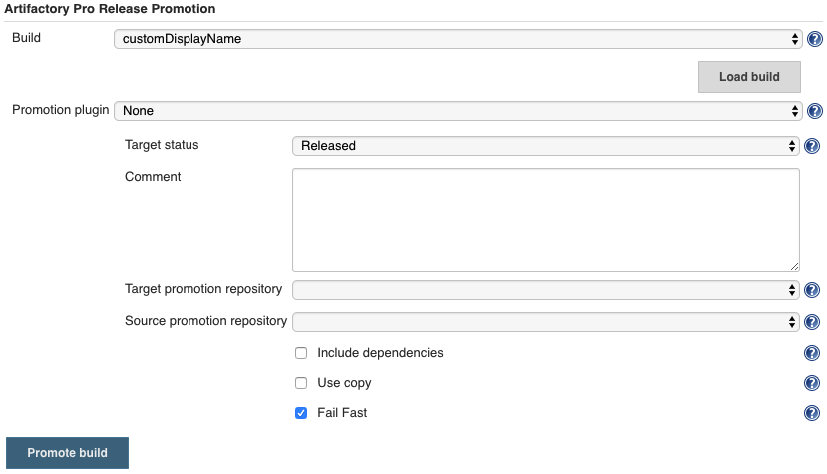 Artifactory Pro Release Promotion
Build customDisplayName
Load build
Promotion plugin None
Target status Released
Comment
Target promotion repository
Source promotion repository
Include dependencies
Use copy
Fail Fast
Promote build